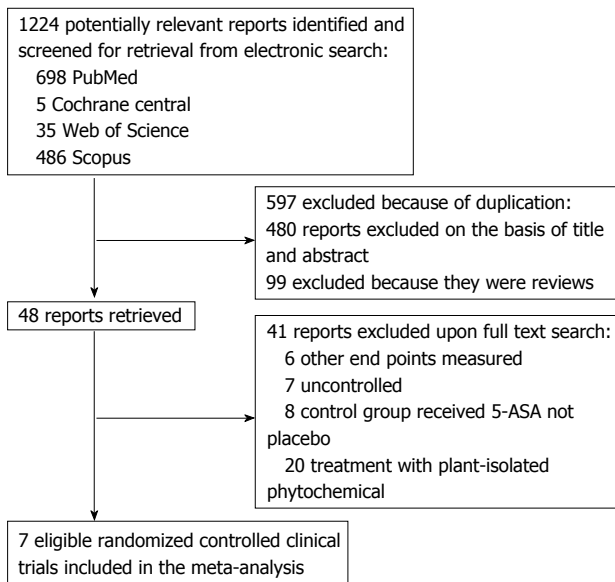 1224 potentially relevant reports identified and
screened for retrieval from electronic search:
698 PubMed
5 Cochrane central
35 Web of Science
486 Scopus
597 excluded because of duplication:
480 reports excluded on the basis of title
and abstract
99 excluded because they were reviews
48 reports retrieved
41 reports excluded upon full text search:
6 other end points measured
7 uncontrolled
8 control group received 5-ASA not
placebo
20 treatment with plant-isolated
phytochemical
7 eligible randomized controlled clinical
trials included in the meta-analysis